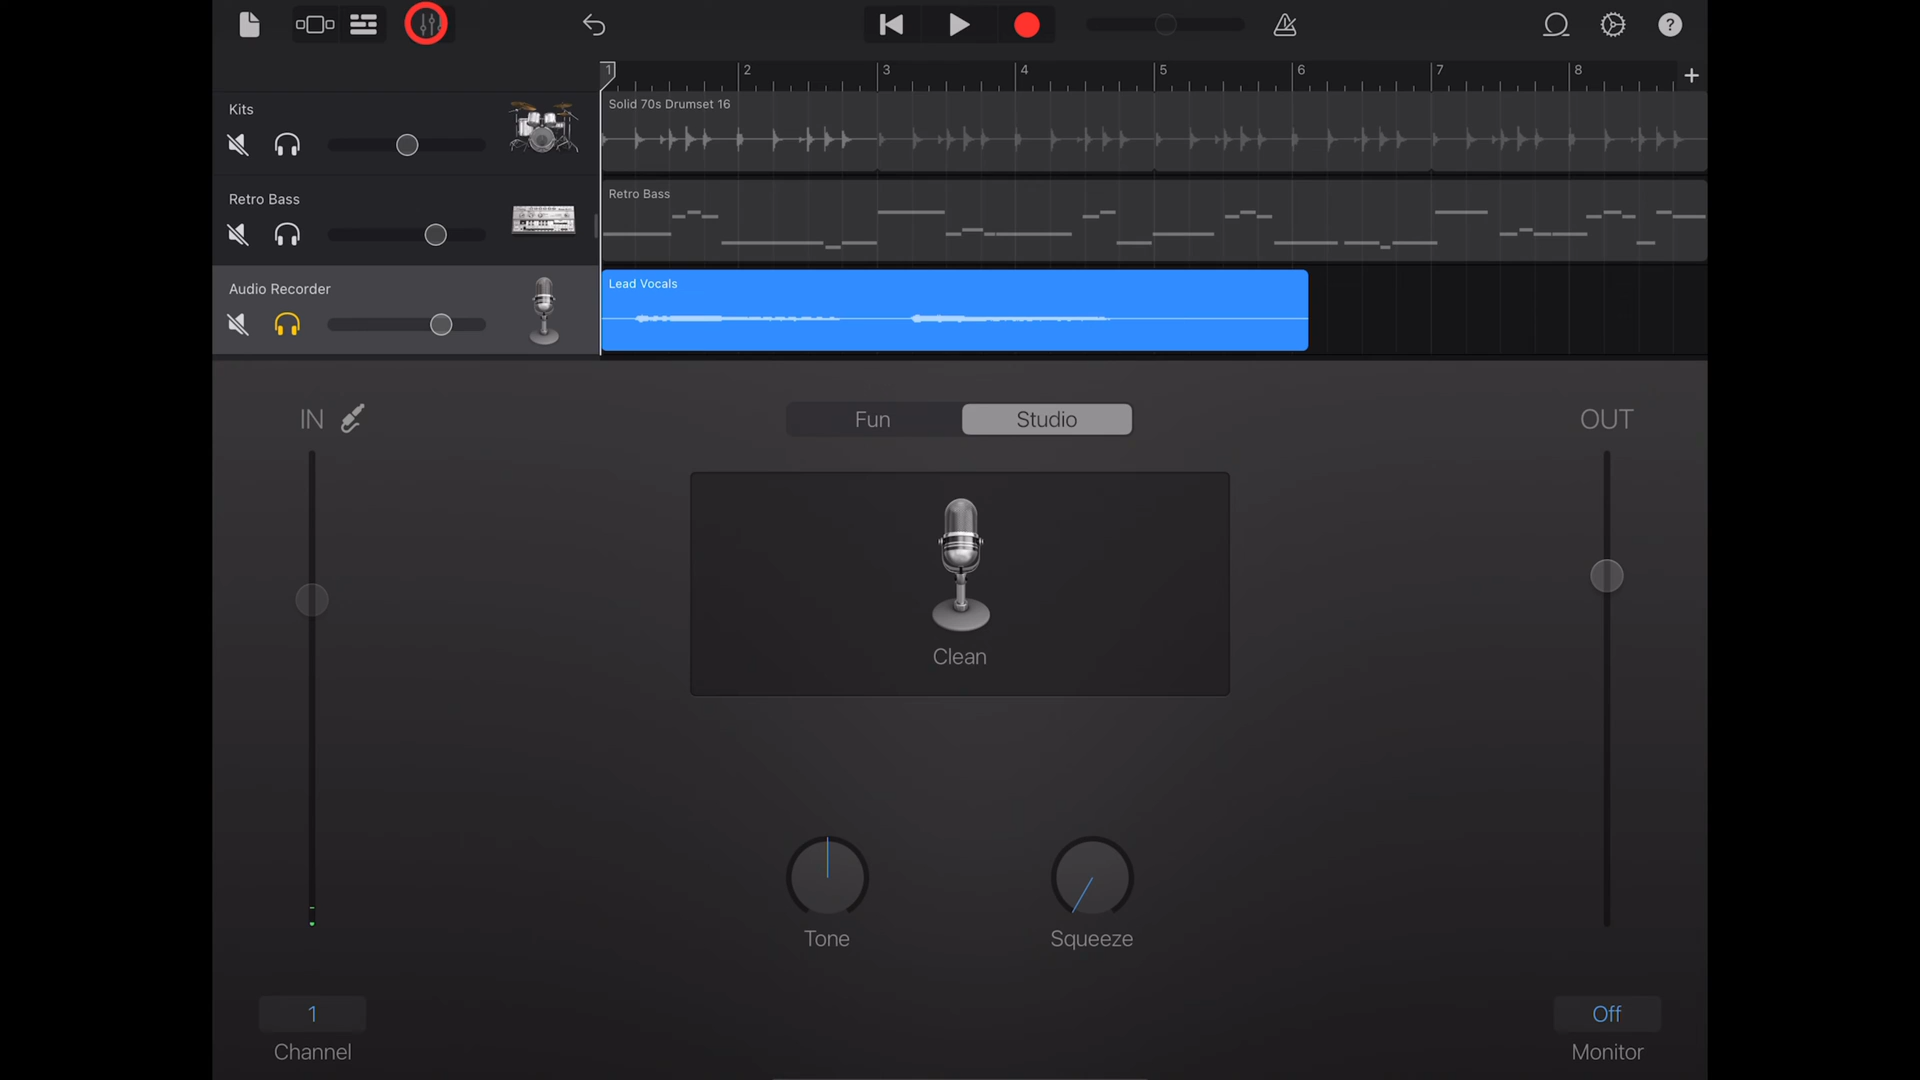 ?
1 2 3 4 5 6 7 8 +
Kits
Solid 70s Drumset 16
Retro Bass
Retro Bass
Audio Recorder
Lead Vocals
IN
Fun Studio
OUT
Clean
Tone Squeeze
1 Off
Channel Monitor